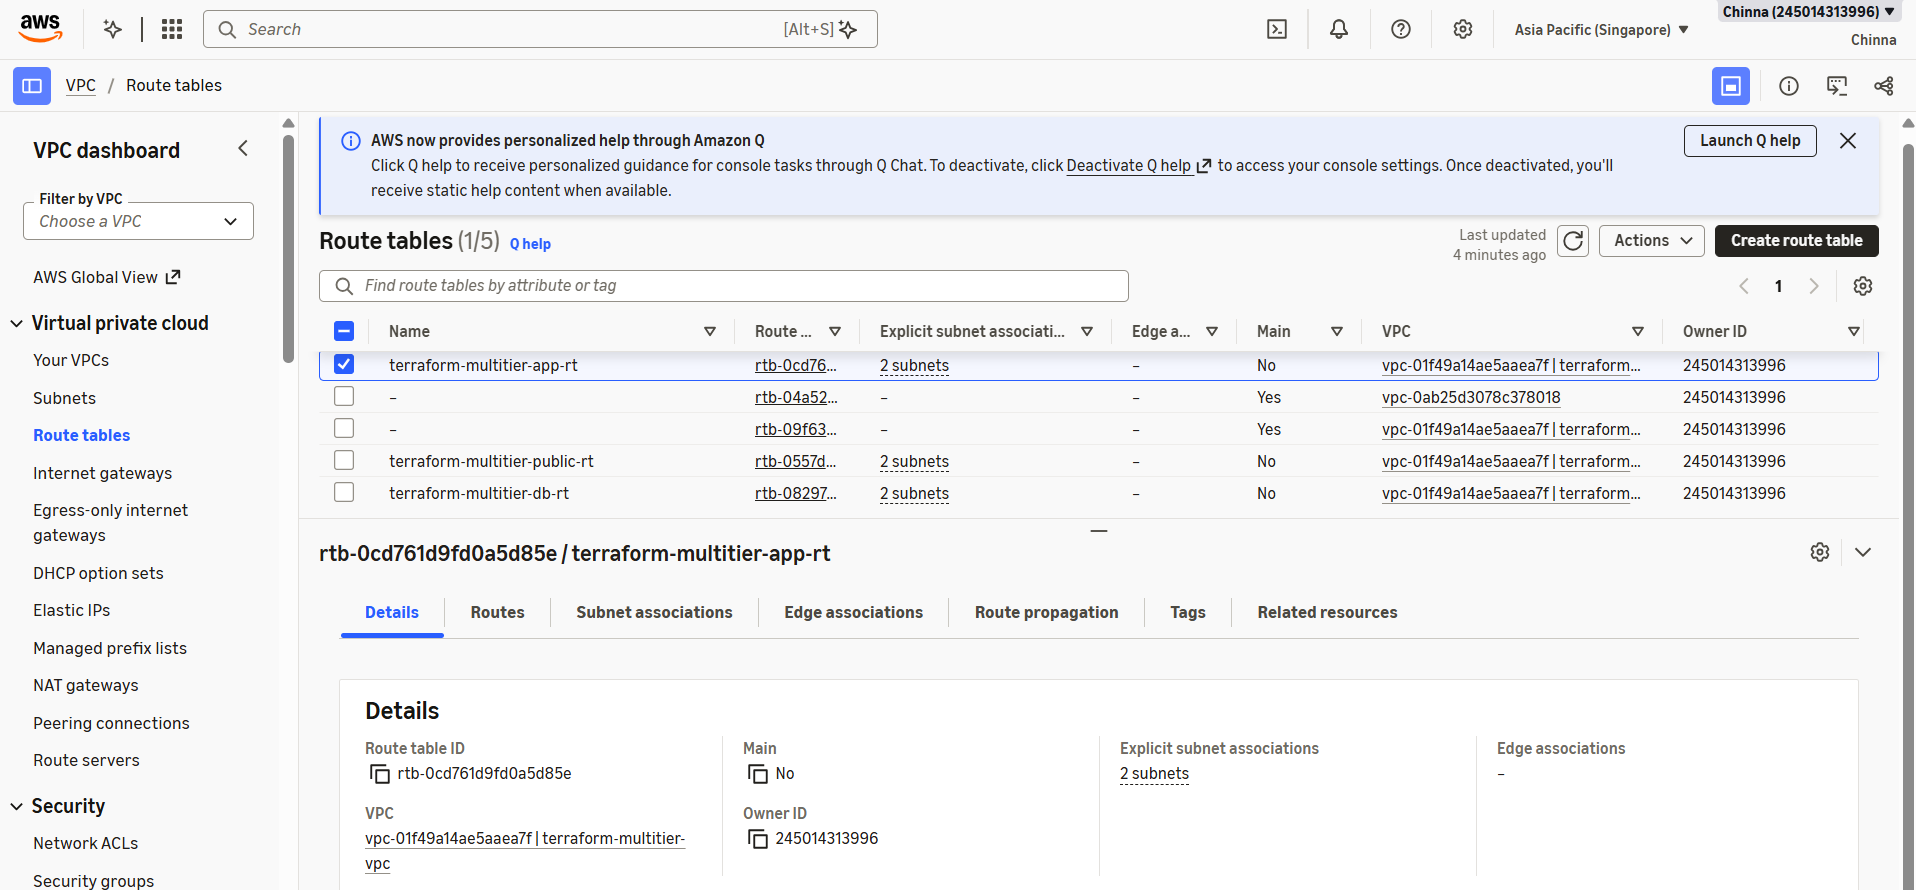 aws
Search
[Alt+S]
Asia Pacific (Singapore)
Chinna (245014313996)
Chinna
VPC / Route tables
VPC dashboard
Filter by VPC
Choose a VPC
AWS Global View
Virtual private cloud
Your VPCs
Subnets
Route tables
Internet gateways
Egress-only internet
gateways
DHCP option sets
Elastic IPs
Managed prefix lists
NAT gateways
Peering connections
Route servers
Security
Network ACLs
Security groups
AWS now provides personalized help through Amazon Q
Click Q help to receive personalized guidance for console tasks through Q Chat. To deactivate, click Deactivate Q help to access your console settings. Once deactivated, you'll
receive static help content when available.
Launch Q help
Route tables (1/5) Q help
Last updated
4 minutes ago
Actions
Create route table
Find route tables by attribute or tag
1
Name Route ... Explicit subnet associati... Edge a... Main VPC Owner ID
terraform-multitier-app-rt rtb-0cd76... 2 subnets – No vpc-01f49a14ae5aaea7f | terraform... 245014313996
– rtb-04a52... – – Yes vpc-0ab25d3078c378018 245014313996
– rtb-09f63... – – Yes vpc-01f49a14ae5aaea7f | terraform... 245014313996
terraform-multitier-public-rt rtb-0557d... 2 subnets – No vpc-01f49a14ae5aaea7f | terraform... 245014313996
terraform-multitier-db-rt rtb-08297... 2 subnets – No vpc-01f49a14ae5aaea7f | terraform... 245014313996
rtb-0cd761d9fd0a5d85e / terraform-multitier-app-rt
Details Routes Subnet associations Edge associations Route propagation Tags Related resources
Details
Route table ID
rtb-0cd761d9fd0a5d85e
VPC
vpc-01f49a14ae5aaea7f | terraform-multitier-
vpc
Main
No
Owner ID
245014313996
Explicit subnet associations
2 subnets
Edge associations
–